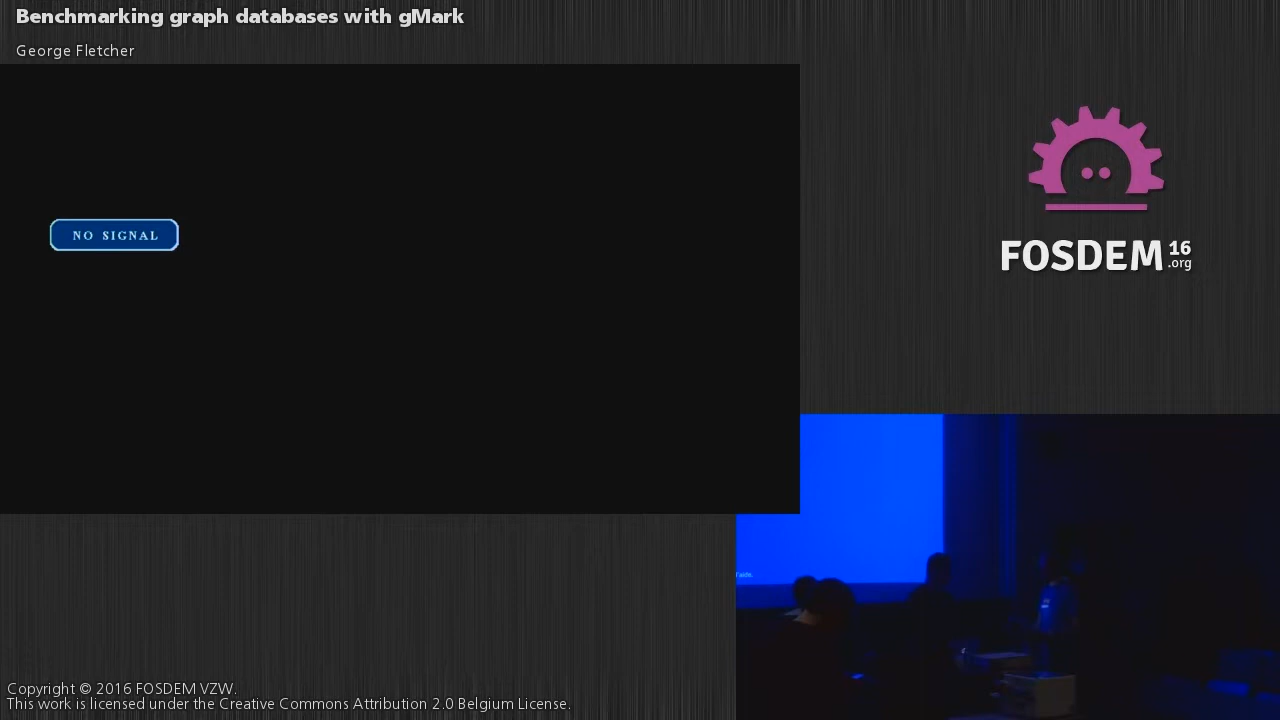 Benchmarking graph databases with gMark
George Fletcher
NO SIGNAL
FOSDEM 16
.org
l'aide.
Copyright © 2016 FOSDEM VZW.
This work is licensed under the Creative Commons Attribution 2.0 Belgium License.